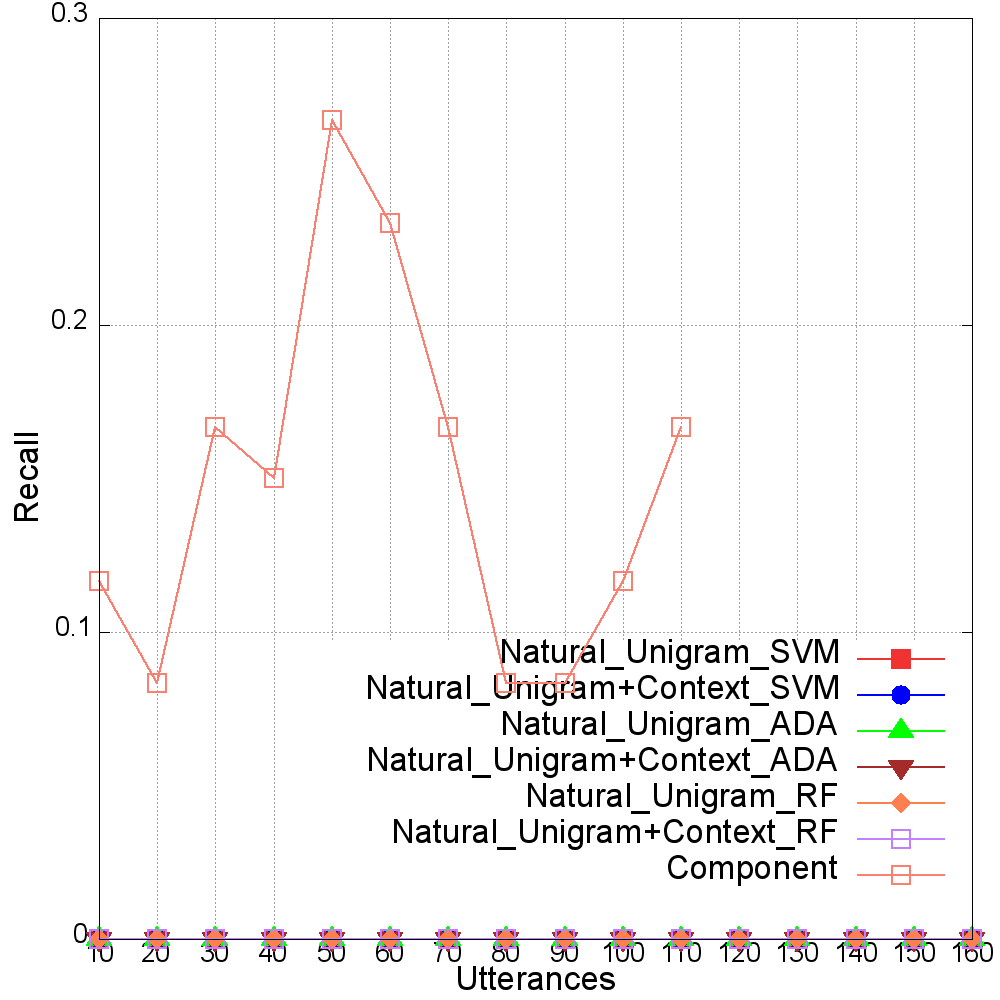 0.3
0.2
0.1
0
Recall
Natural_Unigram_SVM
Natural_Unigram+Context_SVM
Natural_Unigram_ADA
Natural_Unigram+Context_ADA
Natural_Unigram_RF
Natural_Unigram+Context_RF
Component
10 20 30 40 50 60 70 80 90 100 110 120 130 140 150 160
Utterances